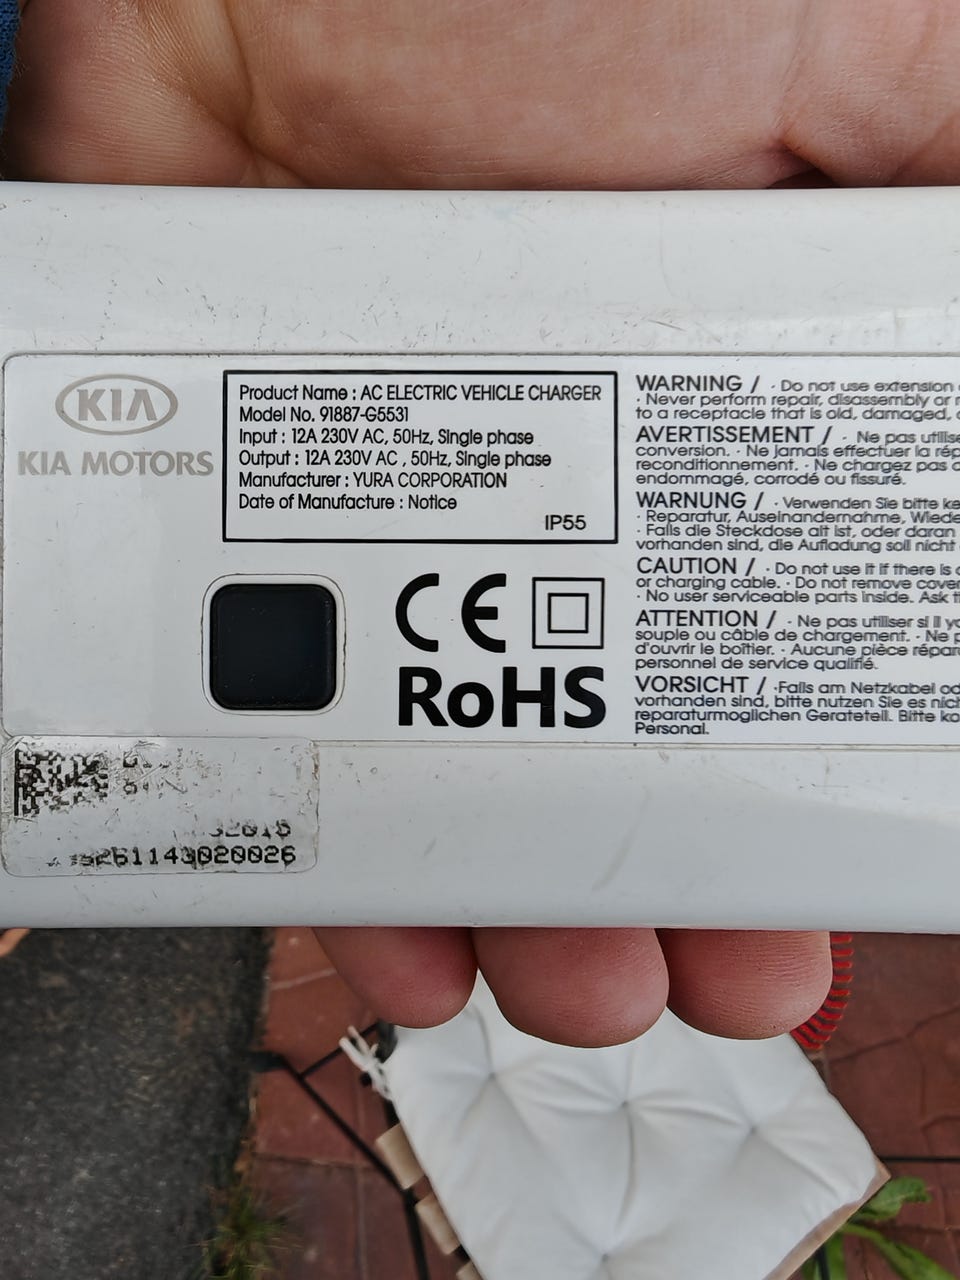 KIA
KIA MOTORS
Product Name : AC ELECTRIC VEHICLE CHARGER
Model No. 91887-G5531
Input : 12A 230V AC, 50Hz, Single phase
Output : 12A 230V AC , 50Hz, Single phase
Manufacturer : YURA CORPORATION
Date of Manufacture : Notice
IP55
CE
RoHS
WARNING / · Do not use extension
· Never perform repair, disassembly or
to a receptacle that is old, damaged,
AVERTISSEMENT / · Ne pas
conversion. · Ne jamais effectuer la
reconditionnement. · Ne chargez pas
endommagé, corrodé ou fissuré.
WARNUNG / · Verwenden Sie bitte
· Reparatur, Auseinandernahme,
· Falls die Steckdose alt ist, oder daran
vorhanden sind, die Aufladung soll nicht
CAUTION / · Do not use it if there is
or charging cable. · Do not remove
· No user serviceable parts inside. Ask
ATTENTION / · Ne pas utiliser si il
souple ou câble de chargement. · Ne
d'ouvrir le boîtier. · Aucune pièce
personnel de service qualifié.
VORSICHT / ·Falls am Netzkabel
vorhanden sind, bitte nutzen Sie es
reparaturmoglichen Gerateteil. Bitte
Personal.